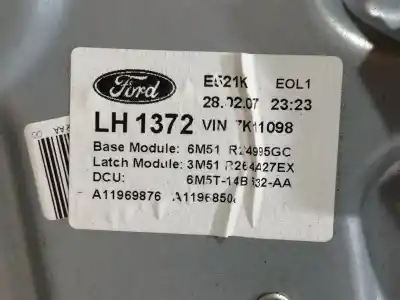 Ford E521K EOL1
28.02.07 23:23
LH 1372 VIN 7K11098
Base Module: 6M51 R24995GC
Latch Module: 3M51 R264A27EX
DCU: 6M5T-14B532-AA
A11969876